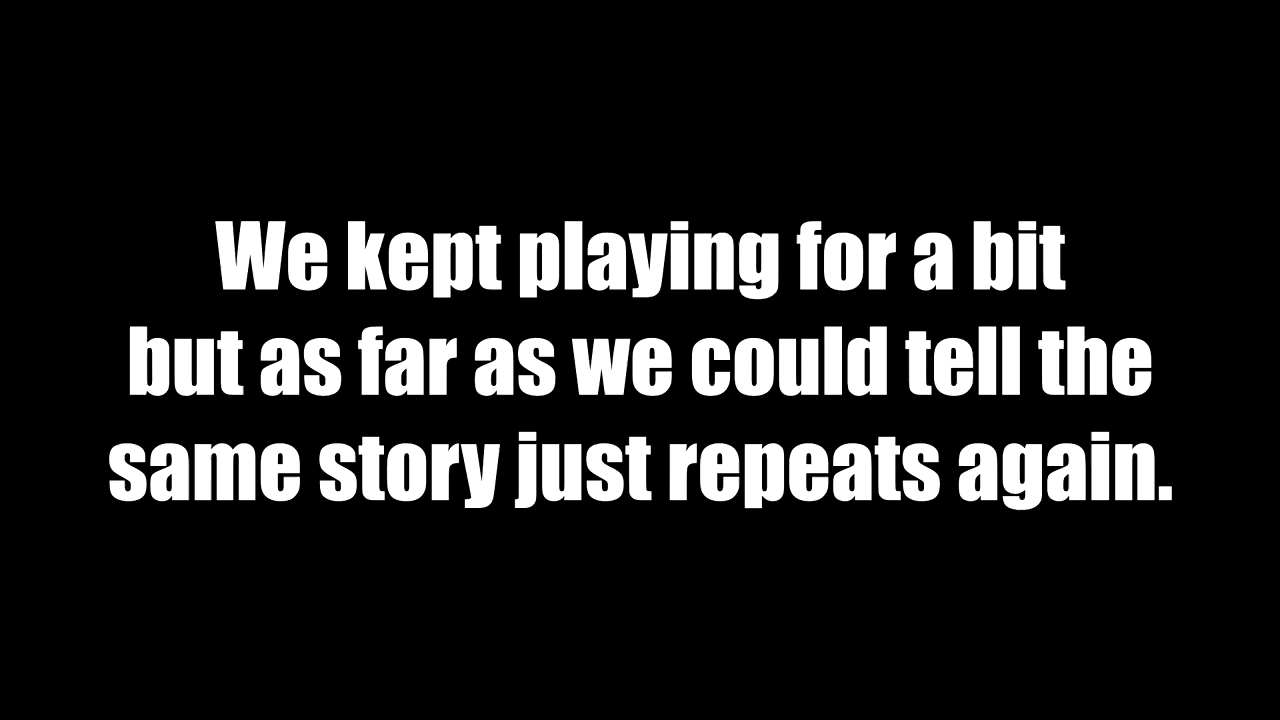 We kept playing for a bit
but as far as we could tell the
same story just repeats again.